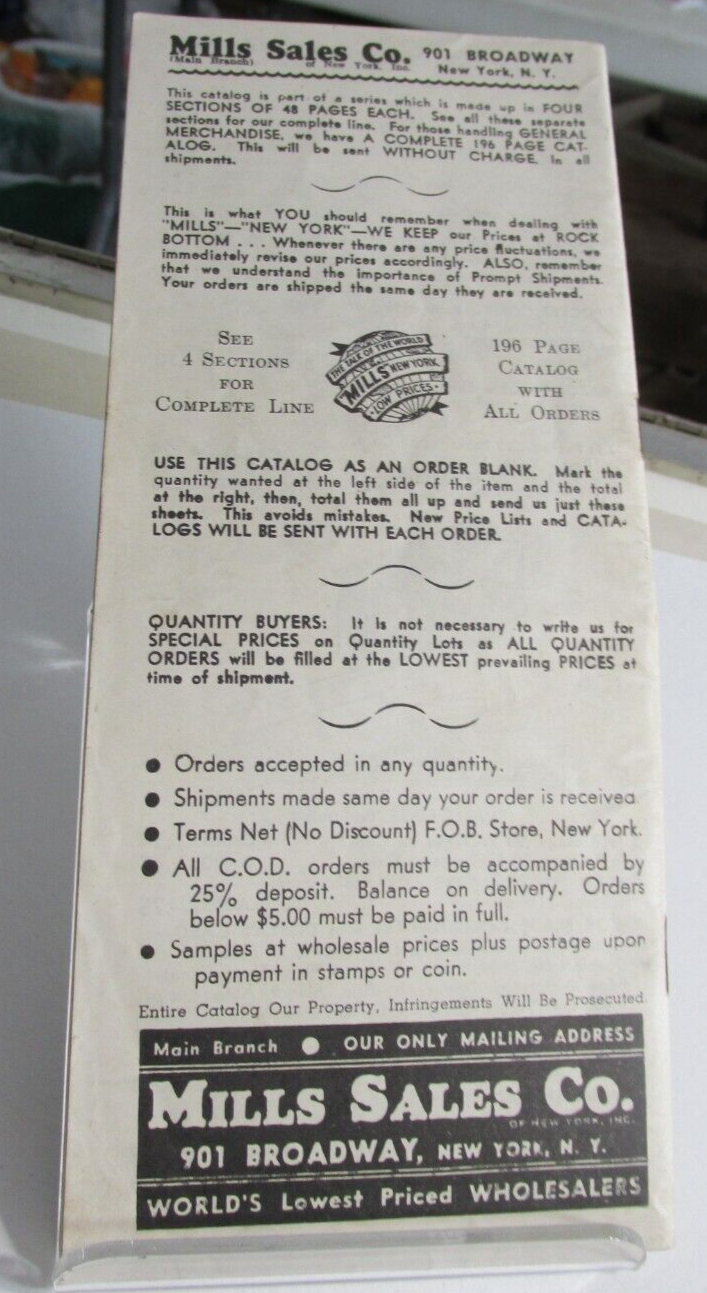 Mills Sales Co. 901 BROADWAY
(Main Branch) of New York, Inc. New York, N. Y.
This catalog is part of a series which is made up in FOUR
SECTIONS OF 48 PAGES EACH. See all these separate
sections for our complete line. For those handling GENERAL
MERCHANDISE, we have A COMPLETE 196 PAGE CAT-
ALOG. This will be sent WITHOUT CHARGE, in all
shipments.
This is what YOU should remember when dealing with
"MILLS"—"NEW YORK"—WE KEEP our Prices at ROCK
BOTTOM . . . Whenever there are any price fluctuations, we
immediately revise our prices accordingly. ALSO, remember
that we understand the importance of Prompt Shipments.
Your orders are shipped the same day they are received.
SEE
4 SECTIONS
FOR
COMPLETE LINE
THE TALK OF THE WORLD
"MILLS" NEW YORK
LOW PRICES
196 PAGE
CATALOG
WITH
ALL ORDERS
USE THIS CATALOG AS AN ORDER BLANK. Mark the
quantity wanted at the left side of the item and the total
at the right, then, total them all up and send us just these
sheets. This avoids mistakes. New Price Lists and CATA-
LOGS WILL BE SENT WITH EACH ORDER.
QUANTITY BUYERS: It is not necessary to write us for
SPECIAL PRICES on Quantity Lots as ALL QUANTITY
ORDERS will be filled at the LOWEST prevailing PRICES at
time of shipment.
● Orders accepted in any quantity.
● Shipments made same day your order is received
● Terms Net (No Discount) F.O.B. Store, New York.
● All C.O.D. orders must be accompanied by
25% deposit. Balance on delivery. Orders
below $5.00 must be paid in full.
● Samples at wholesale prices plus postage upon
payment in stamps or coin.
Entire Catalog Our Property, Infringements Will Be Prosecuted.
Main Branch ● OUR ONLY MAILING ADDRESS
MILLS SALES CO.
OF NEW YORK, INC.
901 BROADWAY, NEW YORK, N. Y.
WORLD'S Lowest Priced WHOLESALERS